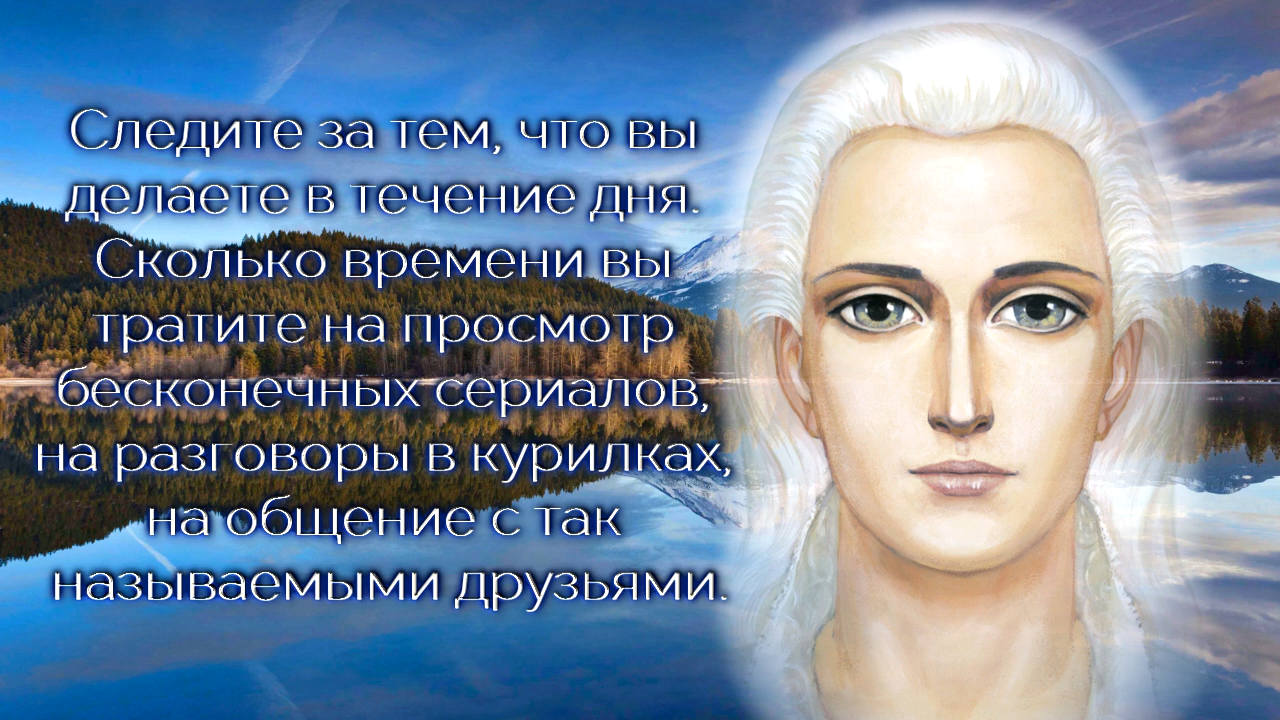 Следите за тем, что вы
делаете в течение дня.
Сколько времени вы
тратите на просмотр
бесконечных сериалов,
на разговоры в курилках,
на общение с так
называемыми друзьями.